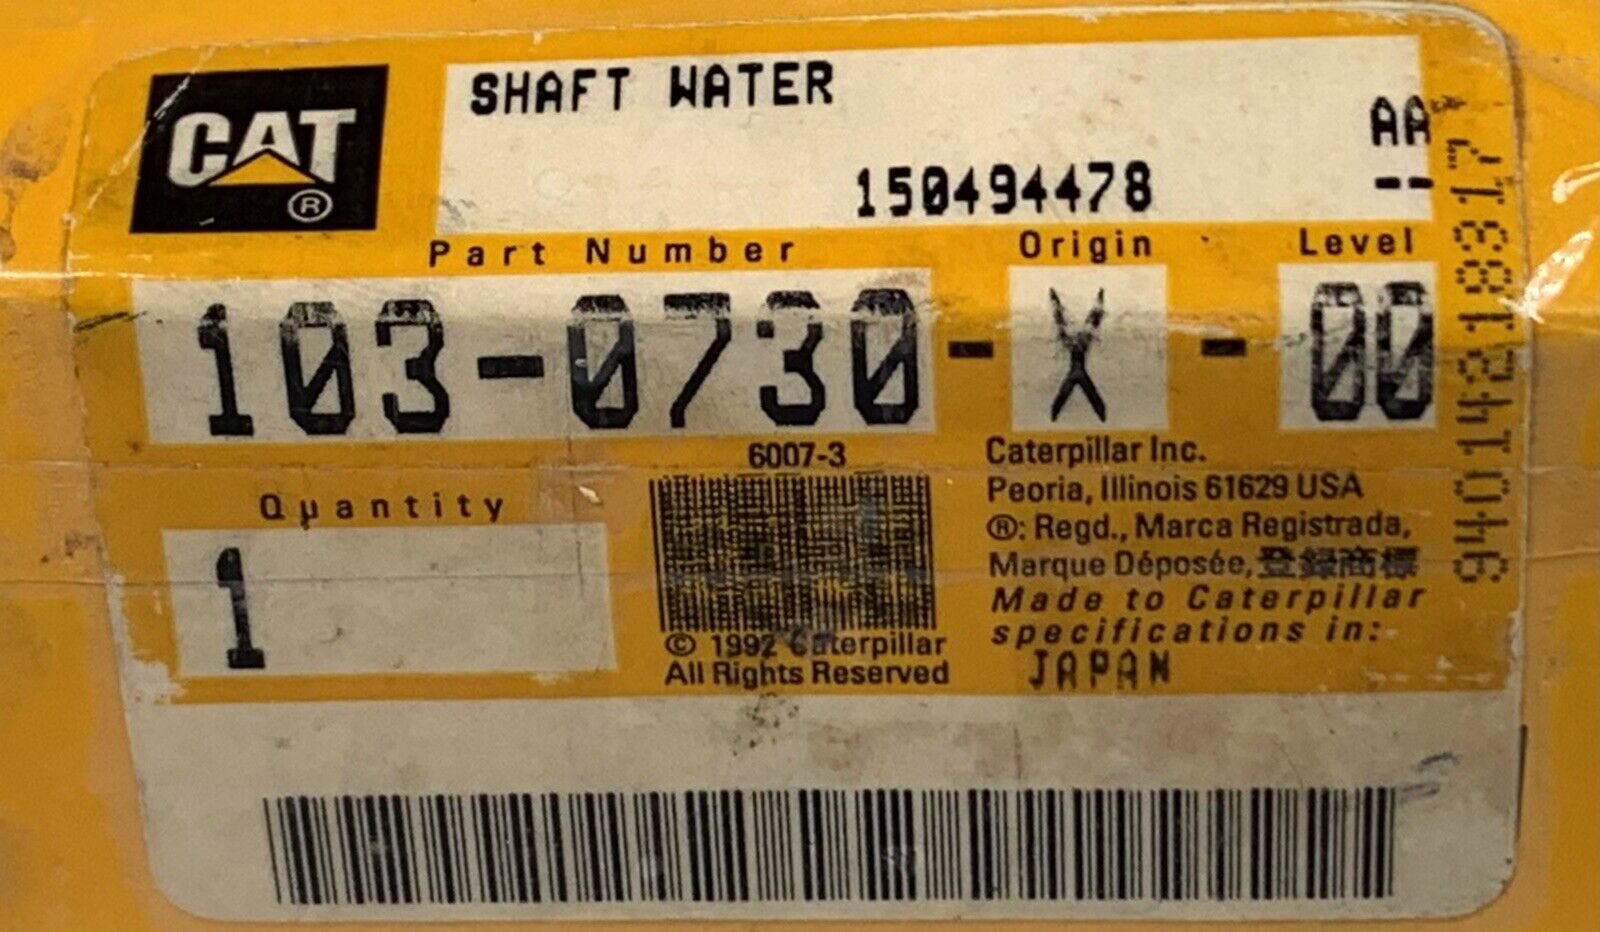 CAT®
SHAFT WATER
AA
150494478 --
Part Number Origin Level
103-0730-X-00
6007-3
Quantity
1
© 1992 Caterpillar
All Rights Reserved
Caterpillar Inc.
Peoria, Illinois 61629 USA
®: Regd., Marca Registrada,
Marque Déposée, 登録商標
Made to Caterpillar
specifications in:
JAPAN